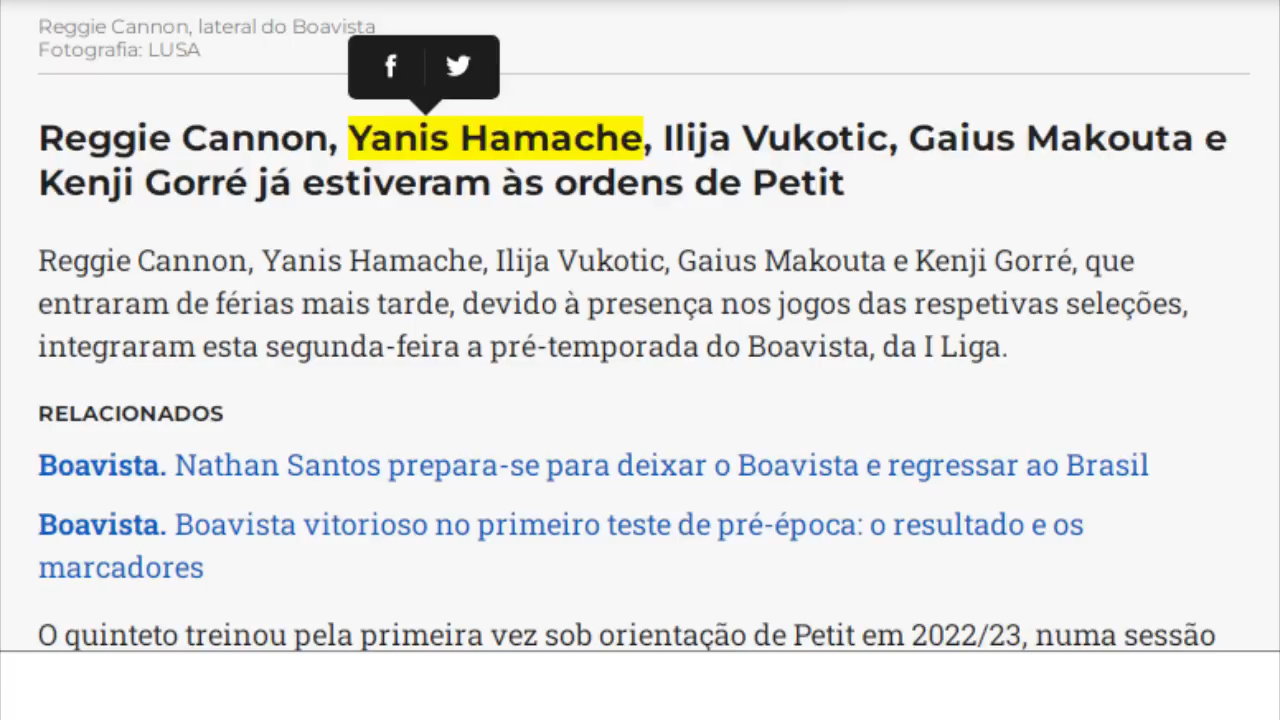 Reggie Cannon, lateral do Boavista
Fotografia: LUSA
Reggie Cannon, Yanis Hamache, Ilija Vukotic, Gaius Makouta e
Kenji Gorré já estiveram às ordens de Petit
Reggie Cannon, Yanis Hamache, Ilija Vukotic, Gaius Makouta e Kenji Gorré, que
entraram de férias mais tarde, devido à presença nos jogos das respetivas seleções,
integraram esta segunda-feira a pré-temporada do Boavista, da I Liga.
RELACIONADOS
Boavista. Nathan Santos prepara-se para deixar o Boavista e regressar ao Brasil
Boavista. Boavista vitorioso no primeiro teste de pré-época: o resultado e os
marcadores
O quinteto treinou pela primeira vez sob orientação de Petit em 2022/23, numa sessão